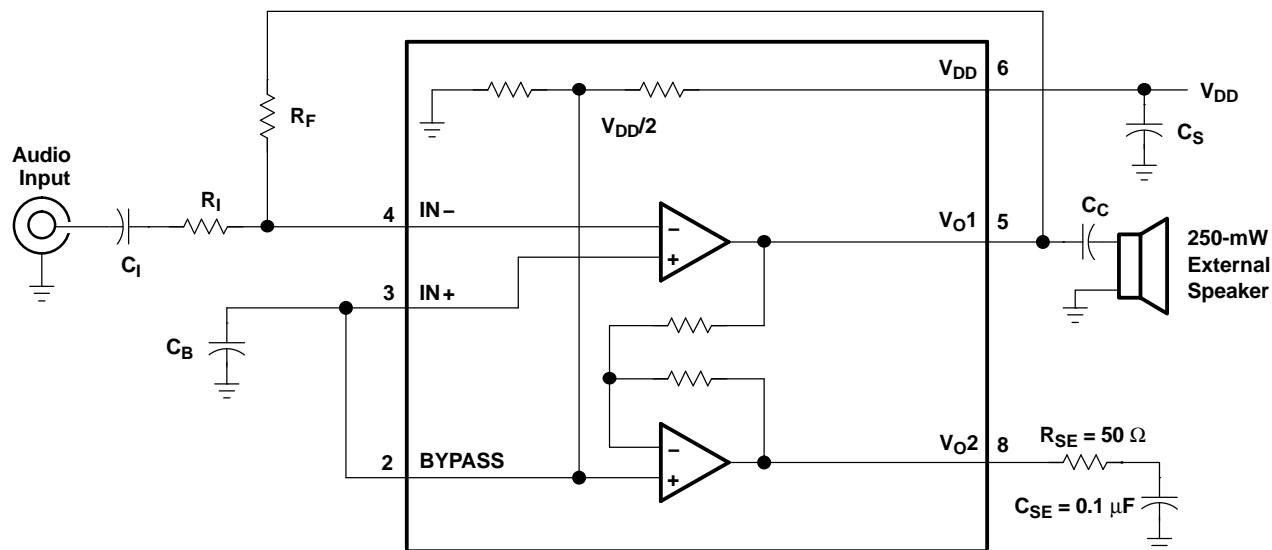 V_DD 6
V_DD
R_F
V_DD/2
C_S
Audio
Input
R_I
4 IN–
V_O1 5
C_C
–
+
C_I
250-mW
External
Speaker
3 IN+
C_B
2 BYPASS
–
+
V_O2 8
R_SE = 50 Ω
C_SE = 0.1 μF